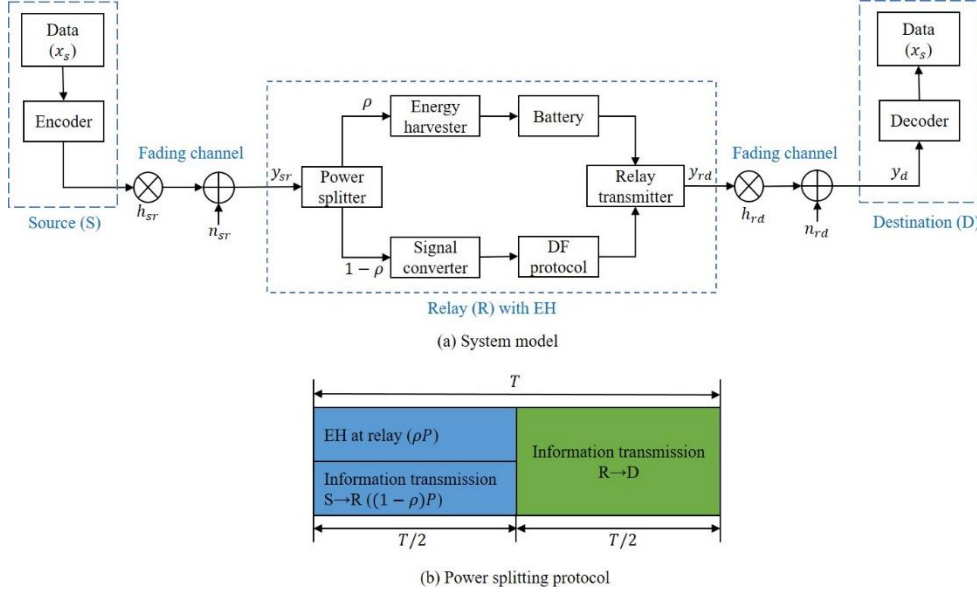 Data
(x_s)
Encoder
Source (S)
Fading channel
h_sr
n_sr
y_sr
Power
splitter
ρ
Energy
harvester
Battery
1 − ρ
Signal
converter
DF
protocol
Relay
transmitter
Relay (R) with EH
y_rd
Fading channel
h_rd
n_rd
y_d
Data
(x_s)
Decoder
Destination (D)
(a) System model
T
EH at relay (ρP)
Information transmission
S→R ((1 − ρ)P)
Information transmission
R→D
T/2
T/2
(b) Power splitting protocol